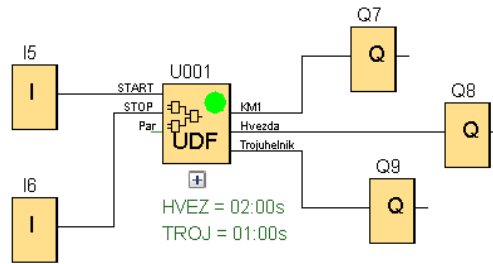 Q7
I5
U001
Q
Q8
I
START
KM1
STOP
Hvezda
Q
Par
Trojuhelnik
UDF
Q9
I6
HVEZ = 02:00s
Q
I
TROJ = 01:00s